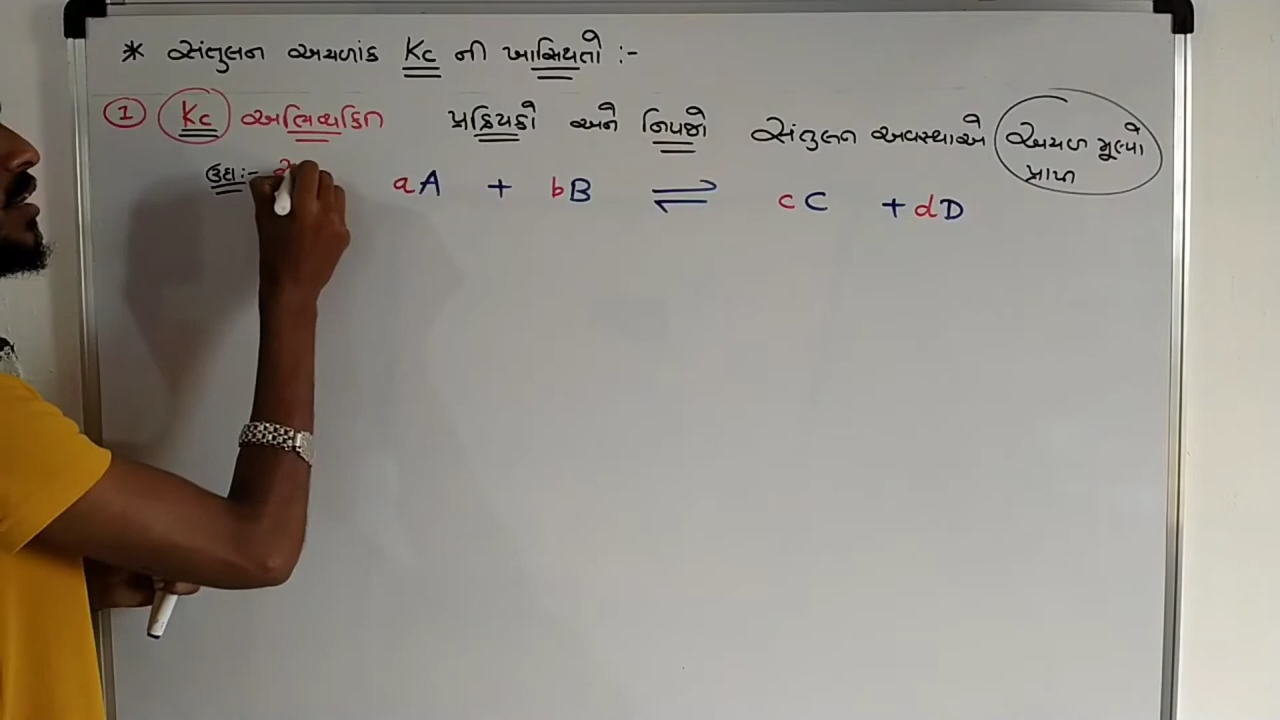 * સંતુલન અચળાંક Kc ની ખાસિયતો :-
① Kc અભિવ્યકિત પ્રક્રિયકો અને નિપજો સંતુલન અવસ્થાએ અચળ મૂલ્યો
પ્રાપ્ત
ઉદા:- aA + bB ⇌ cC + dD